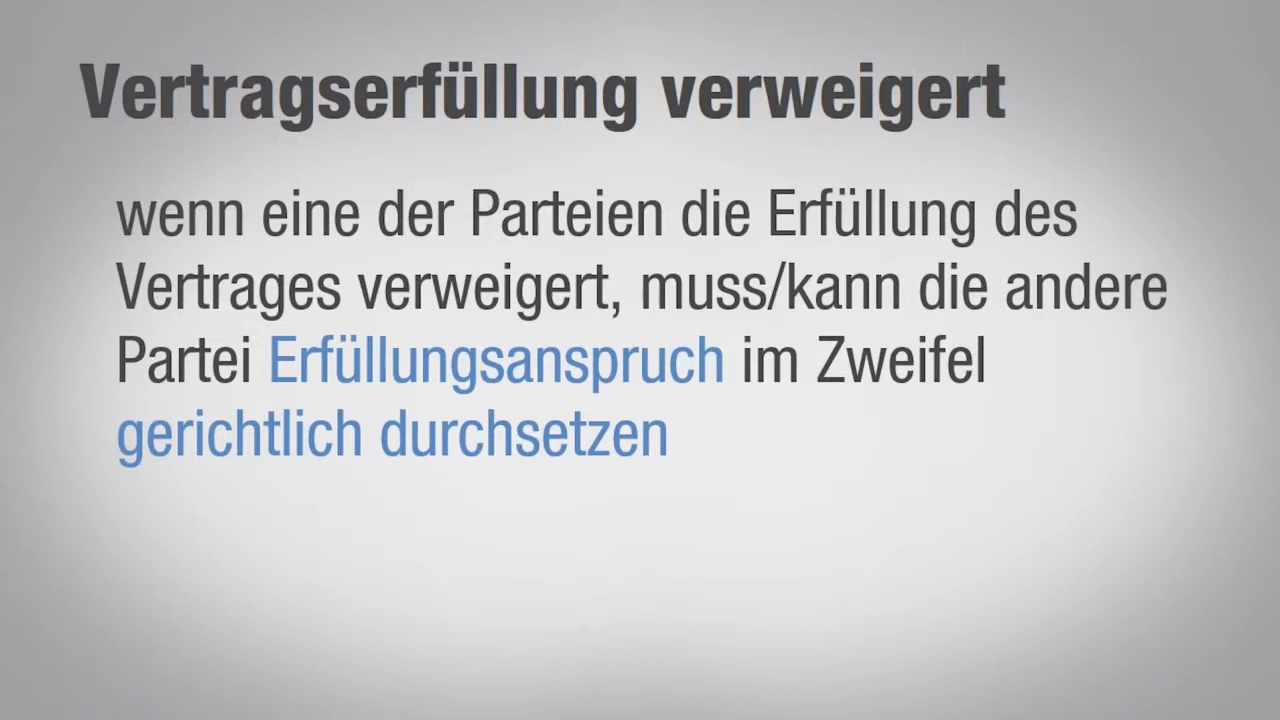 Vertragserfüllung verweigert
wenn eine der Parteien die Erfüllung des
Vertrages verweigert, muss/kann die andere
Partei Erfüllungsanspruch im Zweifel
gerichtlich durchsetzen